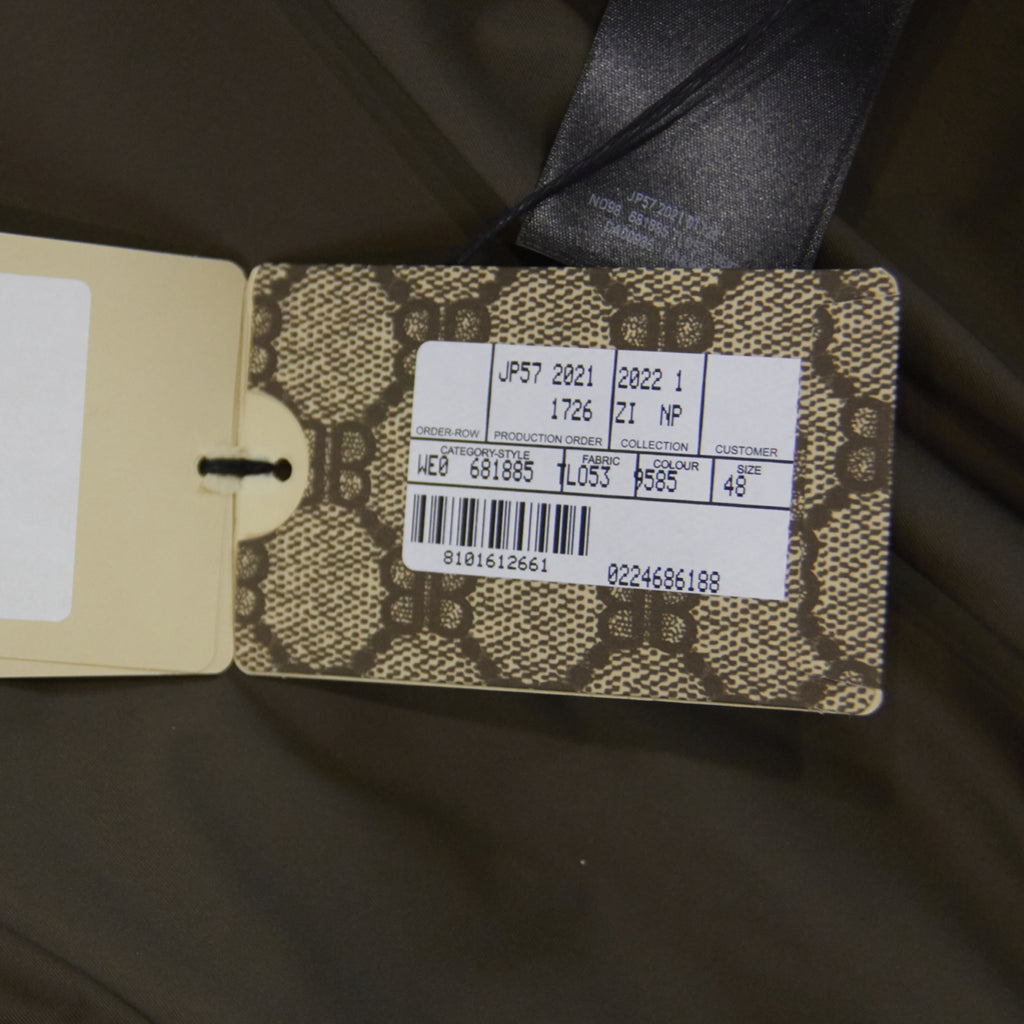 JP57 2021
1726
2022 1
ZI NP
ORDER-ROW
PRODUCTION ORDER
COLLECTION
CUSTOMER
CATEGORY-STYLE
FABRIC
COLOUR
SIZE
WE0 681885
TL053
9585
48
8101612661
0224686188